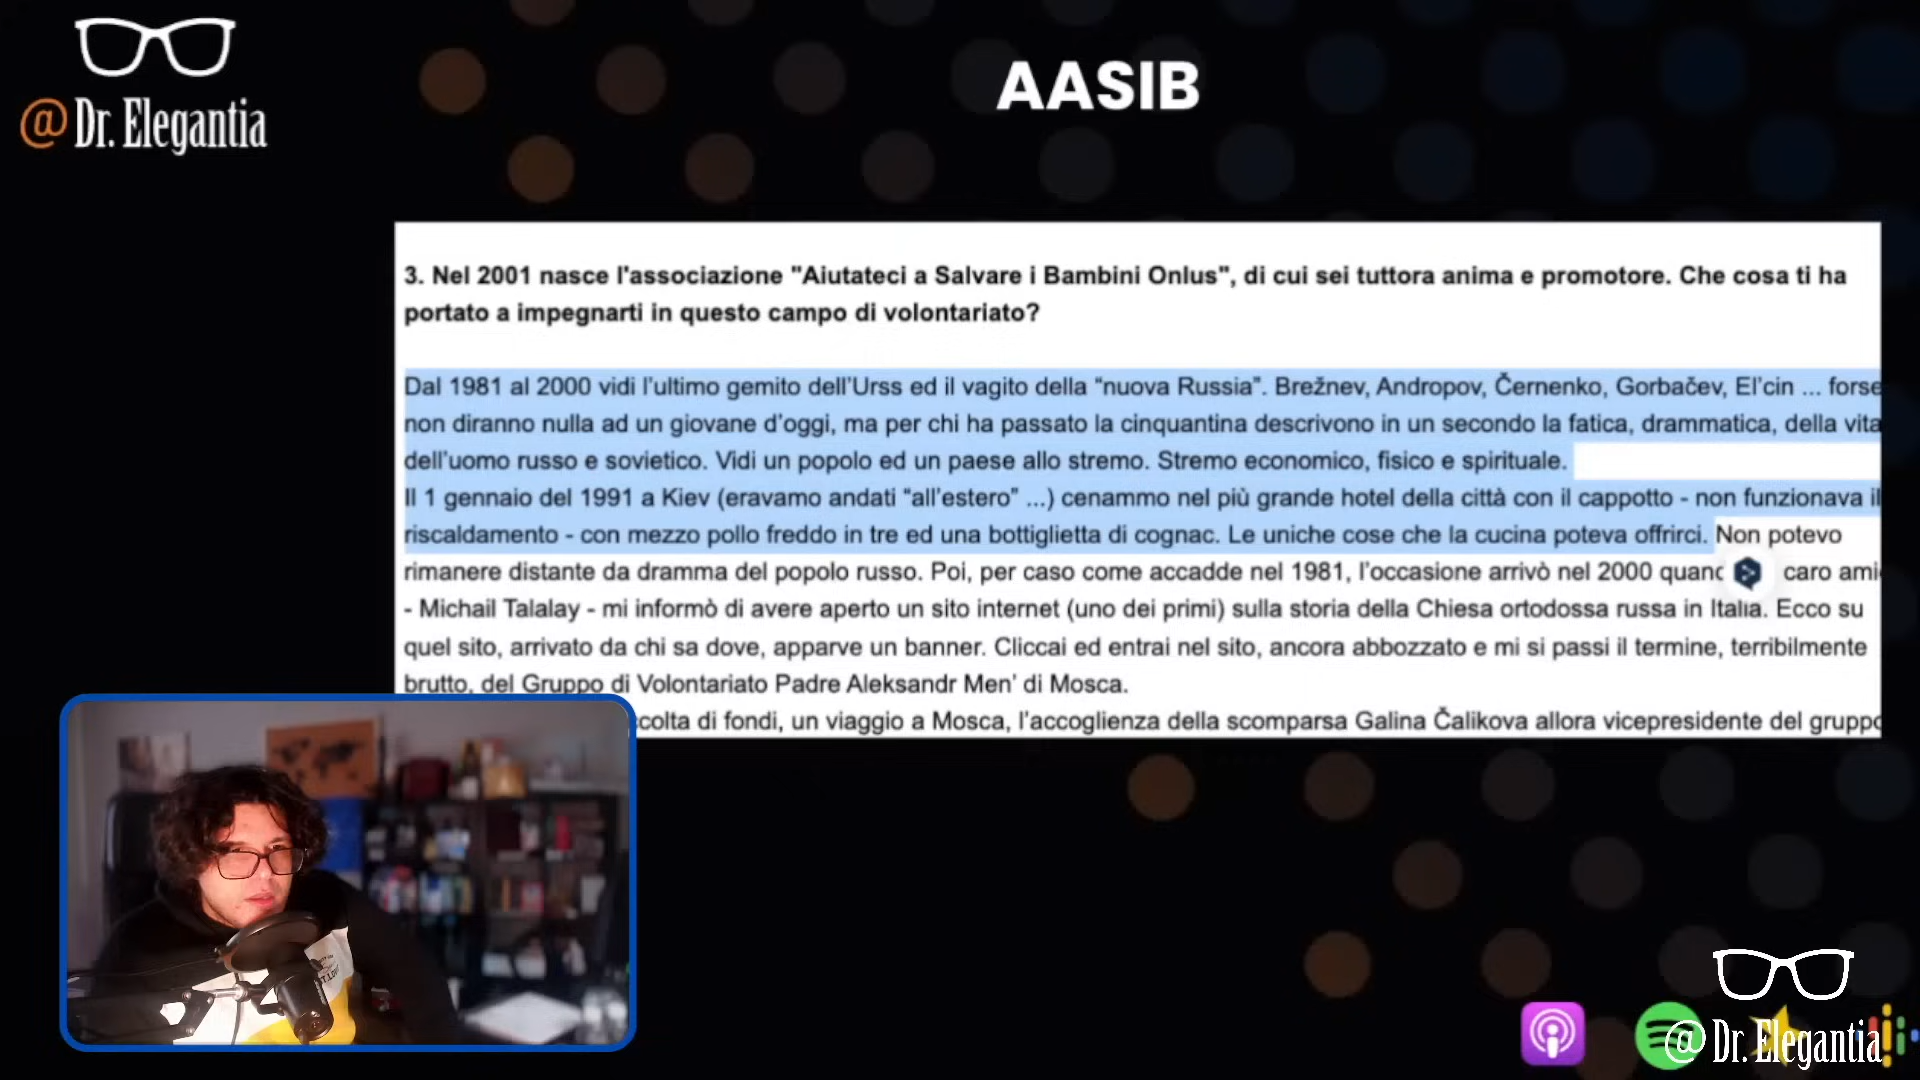 @ Dr. Elegantia
AASIB
3. Nel 2001 nasce l'associazione "Aiutateci a Salvare i Bambini Onlus", di cui sei tuttora anima e promotore. Che cosa ti ha
portato a impegnarti in questo campo di volontariato?
Dal 1981 al 2000 vidi l'ultimo gemito dell'Urss ed il vagito della “nuova Russia”. Brežnev, Andropov, Černenko, Gorbačev, El'cin ... forse
non diranno nulla ad un giovane d'oggi, ma per chi ha passato la cinquantina descrivono in un secondo la fatica, drammatica, della vita
dell'uomo russo e sovietico. Vidi un popolo ed un paese allo stremo. Stremo economico, fisico e spirituale.
Il 1 gennaio del 1991 a Kiev (eravamo andati “all'estero” ...) cenammo nel più grande hotel della città con il cappotto - non funzionava il
riscaldamento - con mezzo pollo freddo in tre ed una bottiglietta di cognac. Le uniche cose che la cucina poteva offrirci. Non potevo
rimanere distante da dramma del popolo russo. Poi, per caso come accadde nel 1981, l'occasione arrivò nel 2000 caro
- Michail Talalay - mi informò di avere aperto un sito internet (uno dei primi) sulla storia della Chiesa ortodossa russa in Italia. Ecco su
quel sito, arrivato da chi sa dove, apparve un banner. Cliccai ed entrai nel sito, ancora abbozzato e mi si passi il termine, terribilmente
brutto, del Gruppo di Volontariato Padre Aleksandr Men' di Mosca.
di fondi, un viaggio a Mosca, l'accoglienza della scomparsa Galina Čalikova allora vicepresidente del gruppo
@ Dr. Elegantia